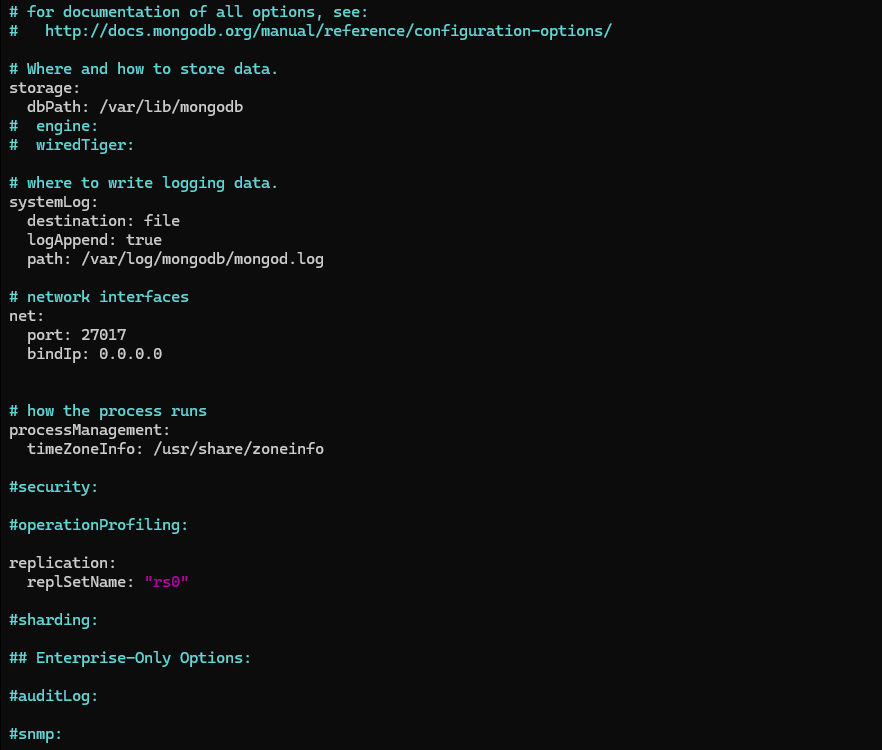 # for documentation of all options, see:
#   http://docs.mongodb.org/manual/reference/configuration-options/

# Where and how to store data.
storage:
  dbPath: /var/lib/mongodb
#  engine:
#  wiredTiger:

# where to write logging data.
systemLog:
  destination: file
  logAppend: true
  path: /var/log/mongodb/mongod.log

# network interfaces
net:
  port: 27017
  bindIp: 0.0.0.0


# how the process runs
processManagement:
  timeZoneInfo: /usr/share/zoneinfo

#security:

#operationProfiling:

replication:
  replSetName: "rs0"

#sharding:

## Enterprise-Only Options:

#auditLog:

#snmp: